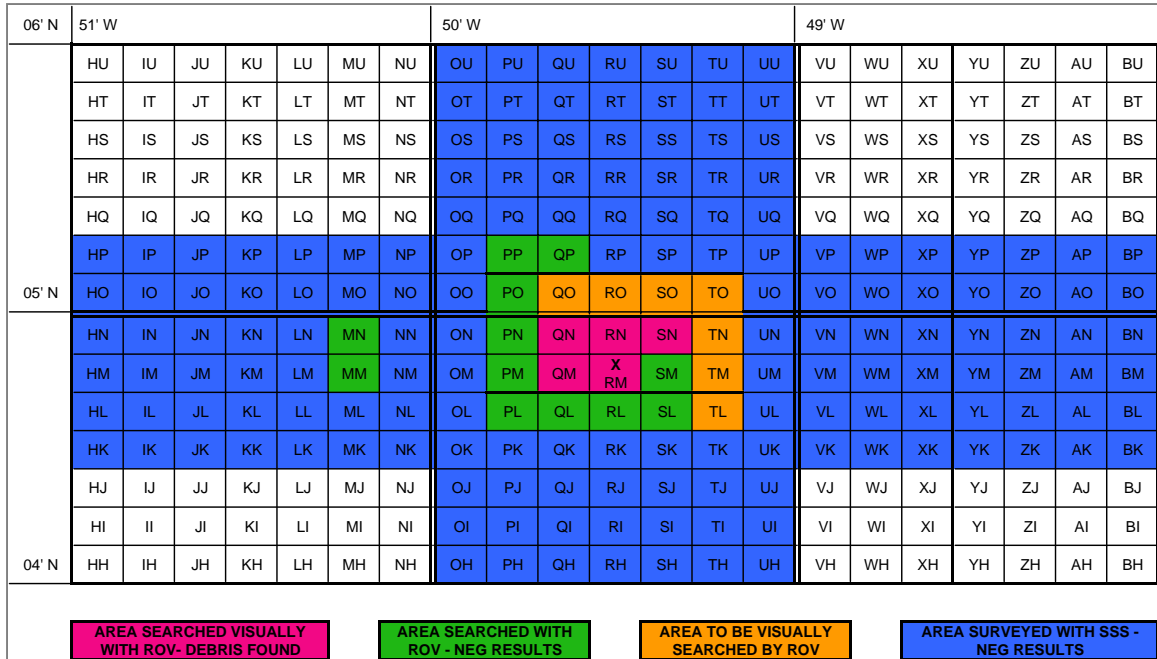 06' N 51' W 50' W 49' W
HU IU JU KU LU MU NU OU PU QU RU SU TU UU VU WU XU YU ZU AU BU
HT IT JT KT LT MT NT OT PT QT RT ST TT UT VT WT XT YT ZT AT BT
HS IS JS KS LS MS NS OS PS QS RS SS TS US VS WS XS YS ZS AS BS
HR IR JR KR LR MR NR OR PR QR RR SR TR UR VR WR XR YR ZR AR BR
HQ IQ JQ KQ LQ MQ NQ OQ PQ QQ RQ SQ TQ UQ VQ WQ XQ YQ ZQ AQ BQ
HP IP JP KP LP MP NP OP PP QP RP SP TP UP VP WP XP YP ZP AP BP
05' N HO IO JO KO LO MO NO OO PO QO RO SO TO UO VO WO XO YO ZO AO BO
HN IN JN KN LN MN NN ON PN QN RN SN TN UN VN WN XN YN ZN AN BN
HM IM JM KM LM MM NM OM PM QM X RM SM TM UM VM WM XM YM ZM AM BM
HL IL JL KL LL ML NL OL PL QL RL SL TL UL VL WL XL YL ZL AL BL
HK IK JK KK LK MK NK OK PK QK RK SK TK UK VK WK XK YK ZK AK BK
HJ IJ JJ KJ LJ MJ NJ OJ PJ QJ RJ SJ TJ UJ VJ WJ XJ YJ ZJ AJ BJ
HI II JI KI LI MI NI OI PI QI RI SI TI UI VI WI XI YI ZI AI BI
04' N HH IH JH KH LH MH NH OH PH QH RH SH TH UH VH WH XH YH ZH AH BH
AREA SEARCHED VISUALLY
WITH ROV- DEBRIS FOUND
AREA SEARCHED WITH
ROV - NEG RESULTS
AREA TO BE VISUALLY
SEARCHED BY ROV
AREA SURVEYED WITH SSS -
NEG RESULTS